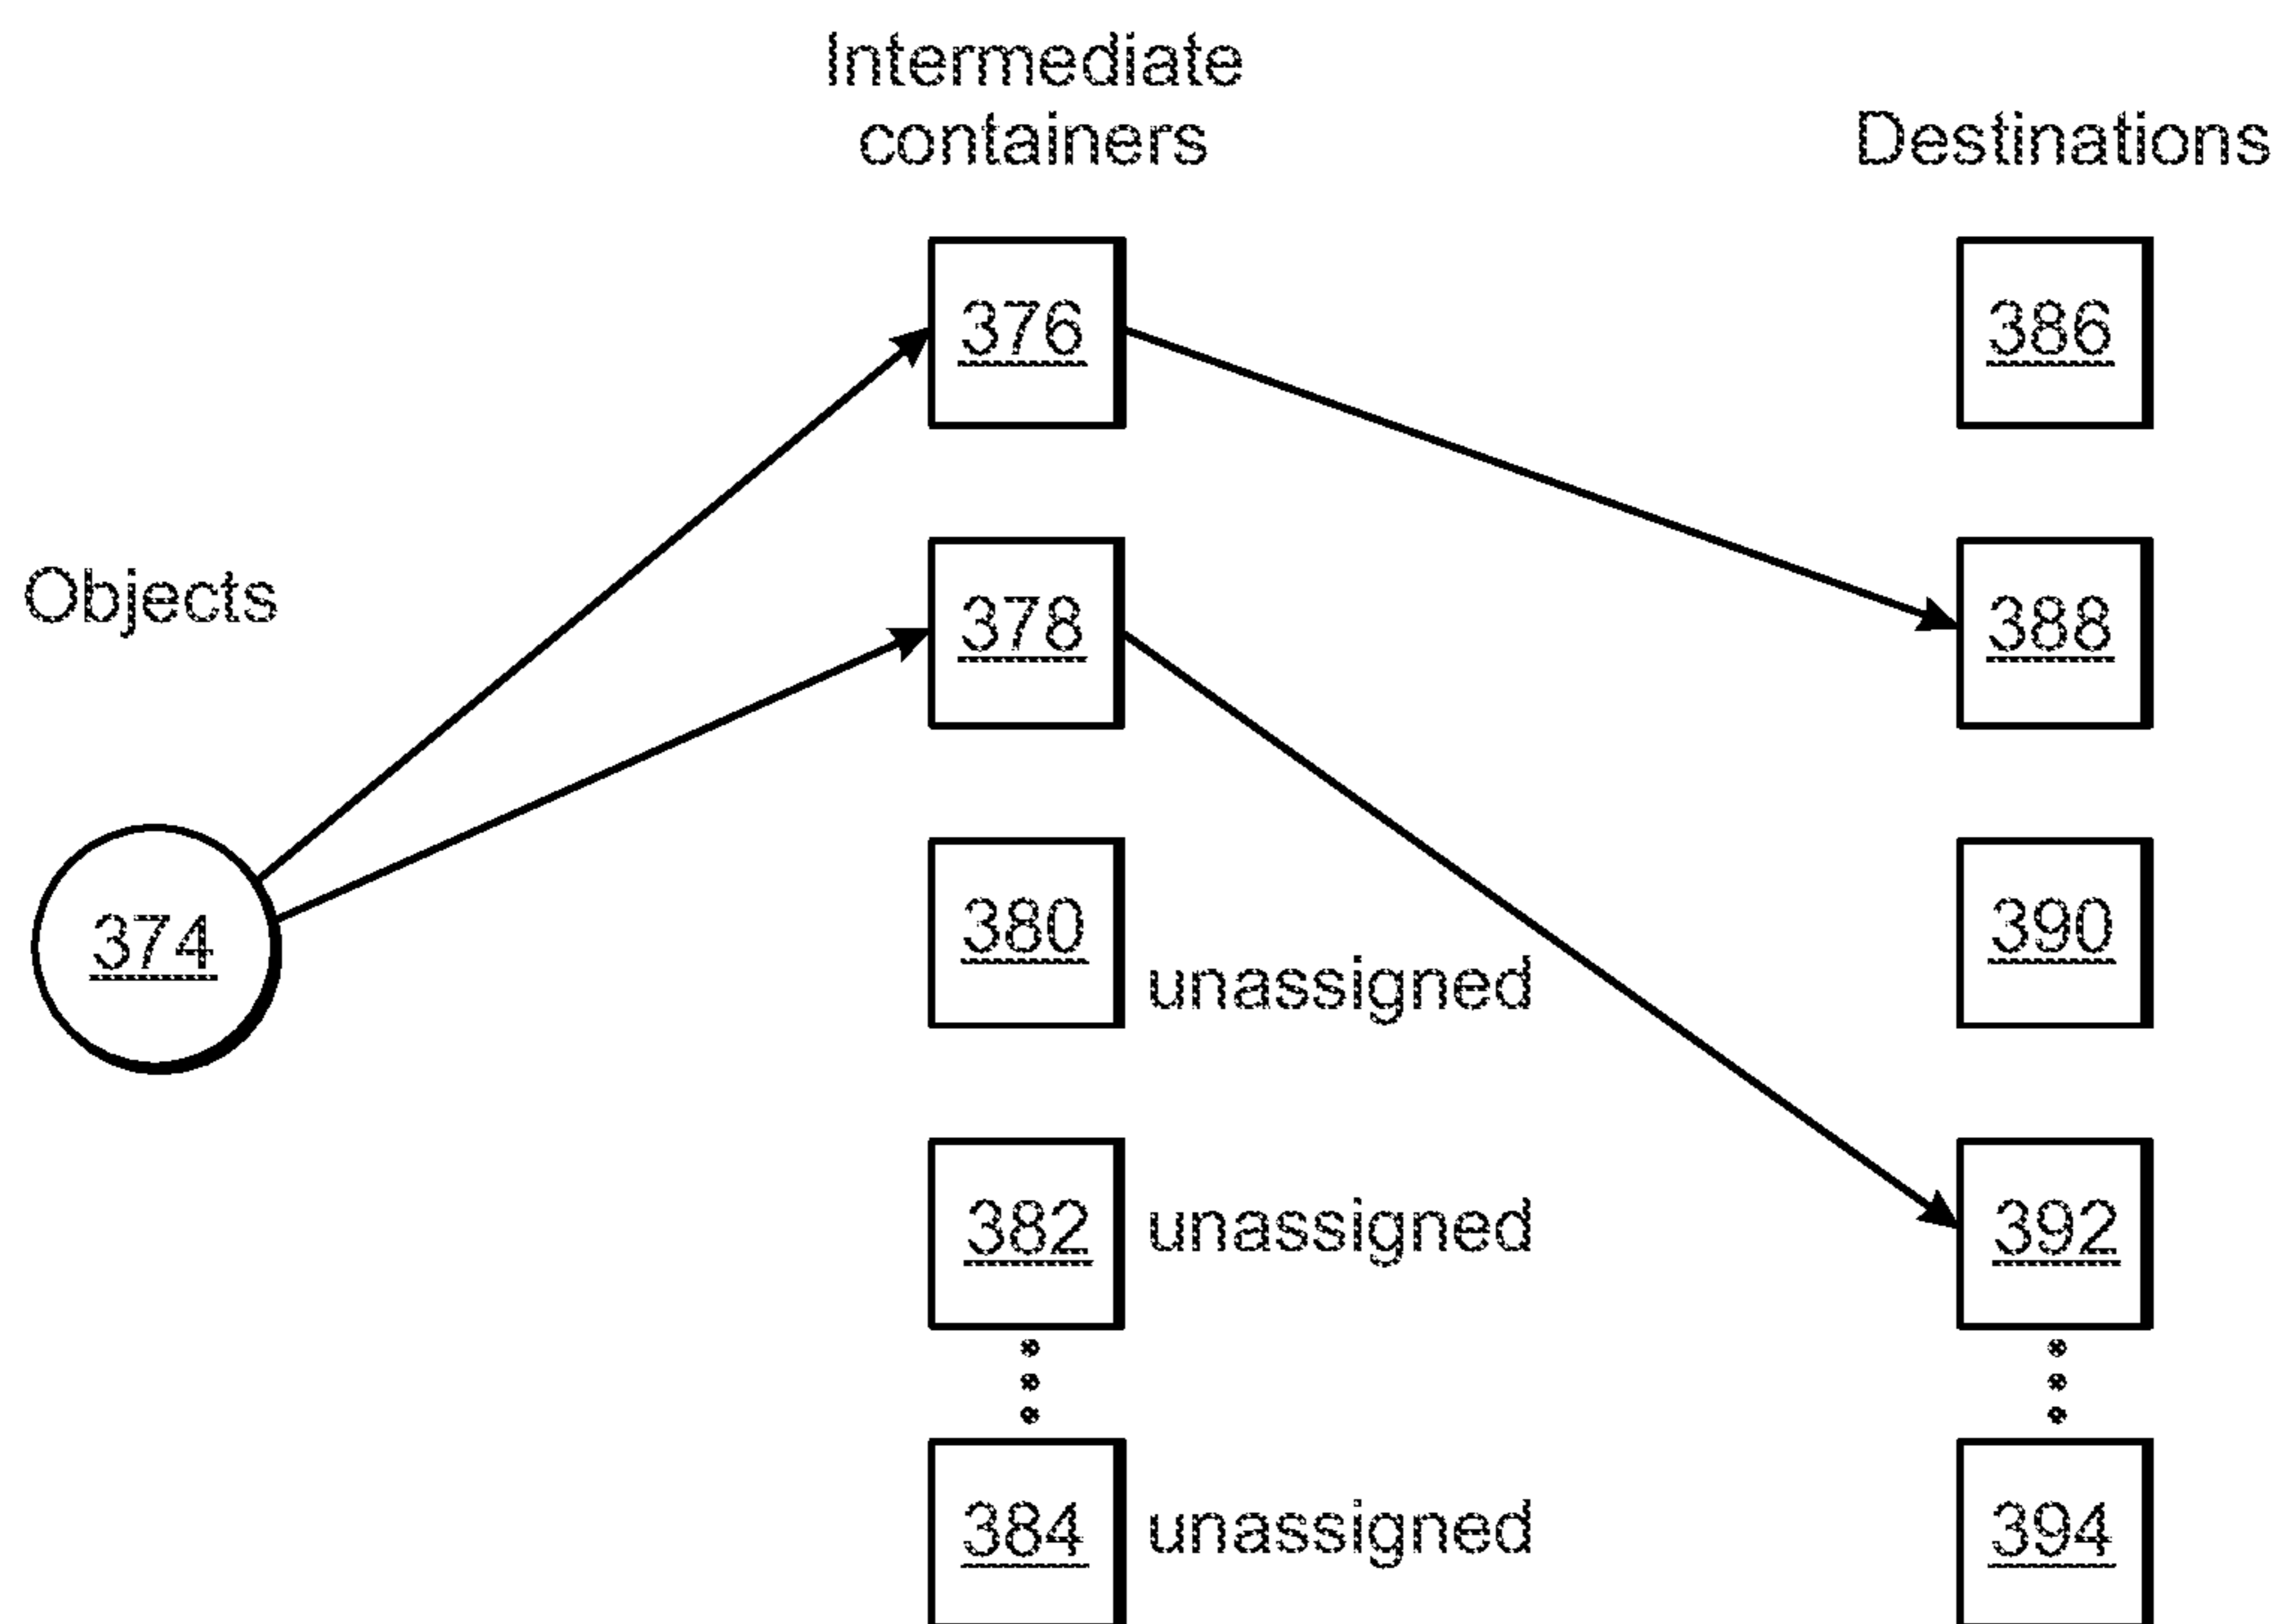 Intermediate
containers
Destinations
376
386
Objects
378
388
374
380
unassigned
390
382 unassigned
392
384 unassigned
394